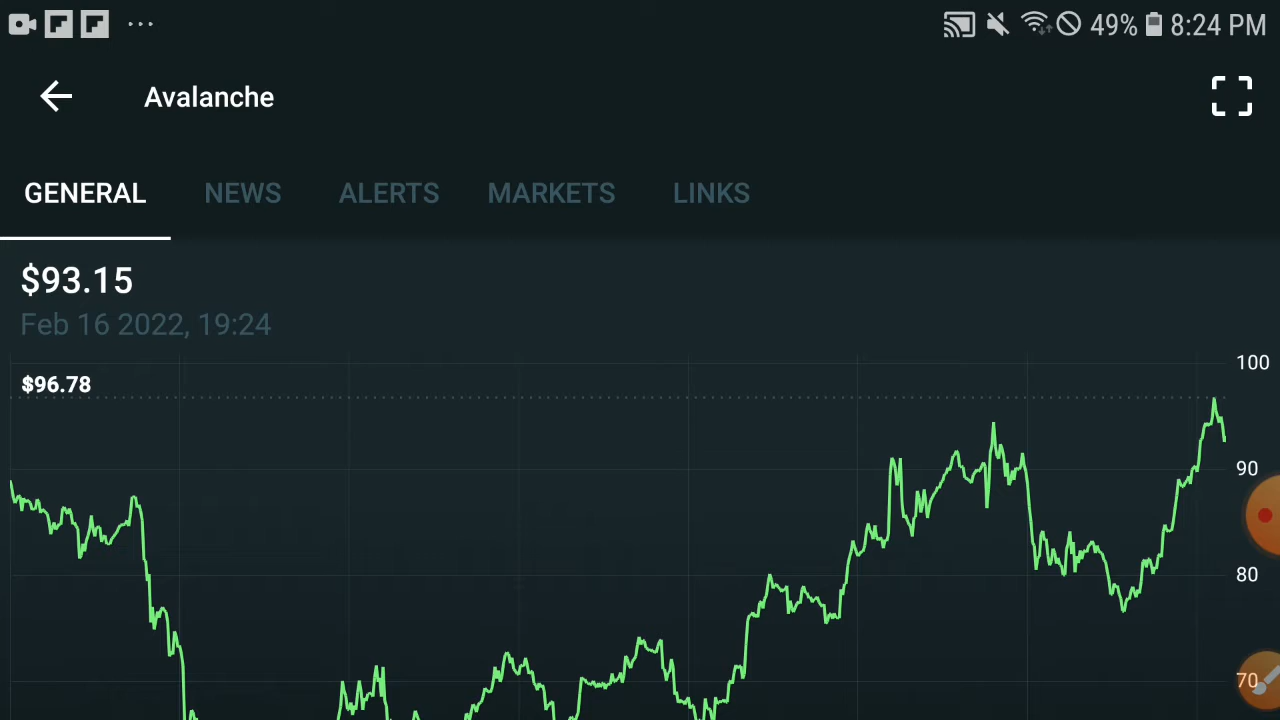 49% 8:24 PM
Avalanche
GENERAL NEWS ALERTS MARKETS LINKS
$93.15
Feb 16 2022, 19:24
100
$96.78
90
80
70